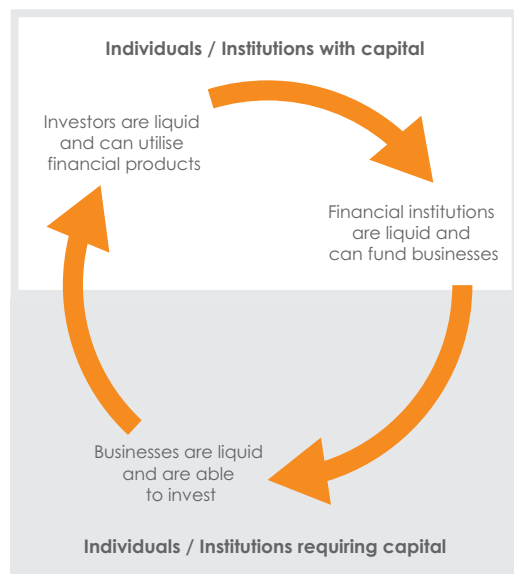 Individuals / Institutions with capital
Investors are liquid
and can utilise
financial products
Financial institutions
are liquid and
can fund businesses
Businesses are liquid
and are able
to invest
Individuals / Institutions requiring capital